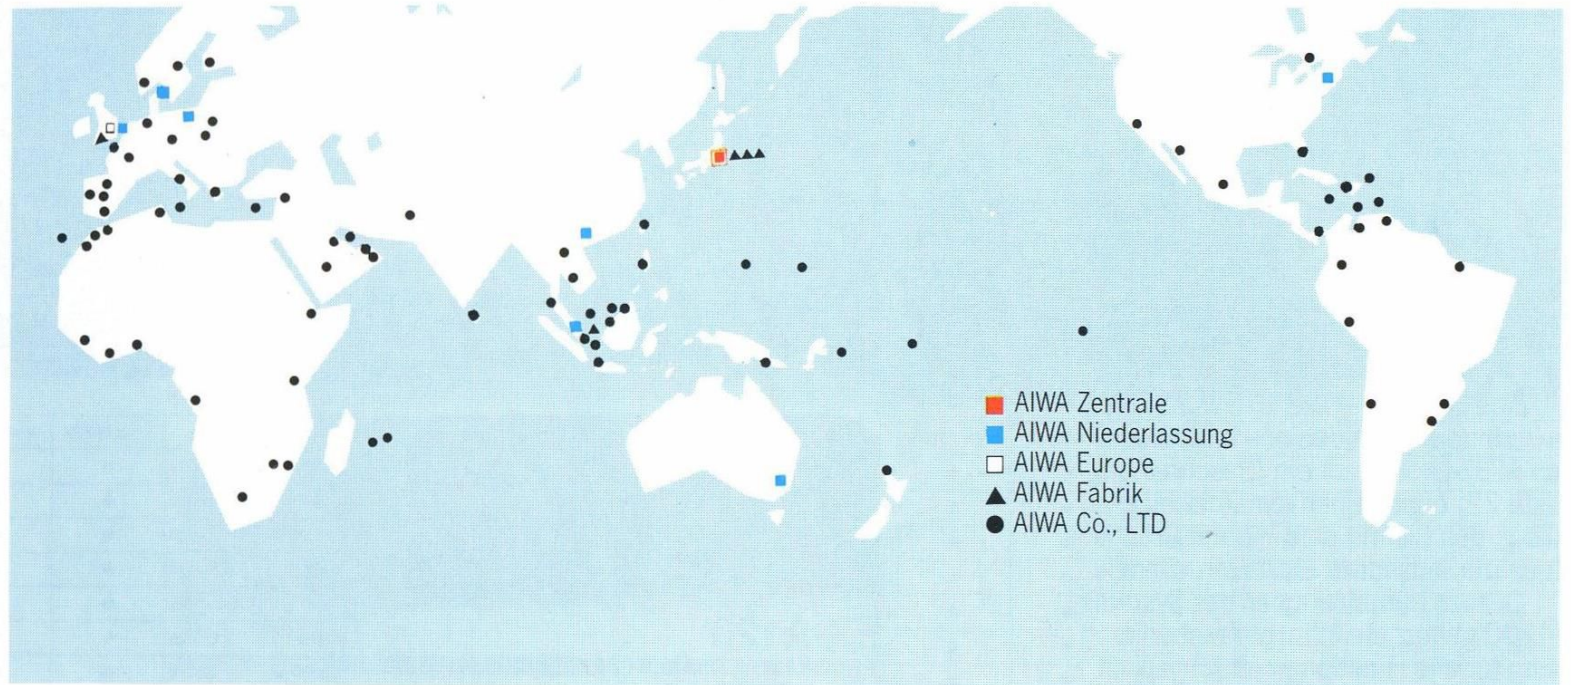 AIWA Zentrale
AIWA Niederlassung
AIWA Europe
AIWA Fabrik
AIWA Co., LTD